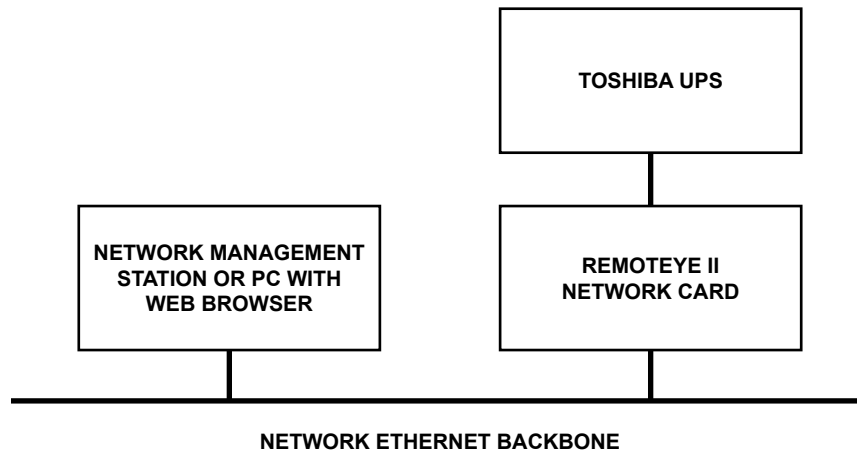 TOSHIBA UPS
NETWORK MANAGEMENT
STATION OR PC WITH
WEB BROWSER
REMOTEYE II
NETWORK CARD
NETWORK ETHERNET BACKBONE